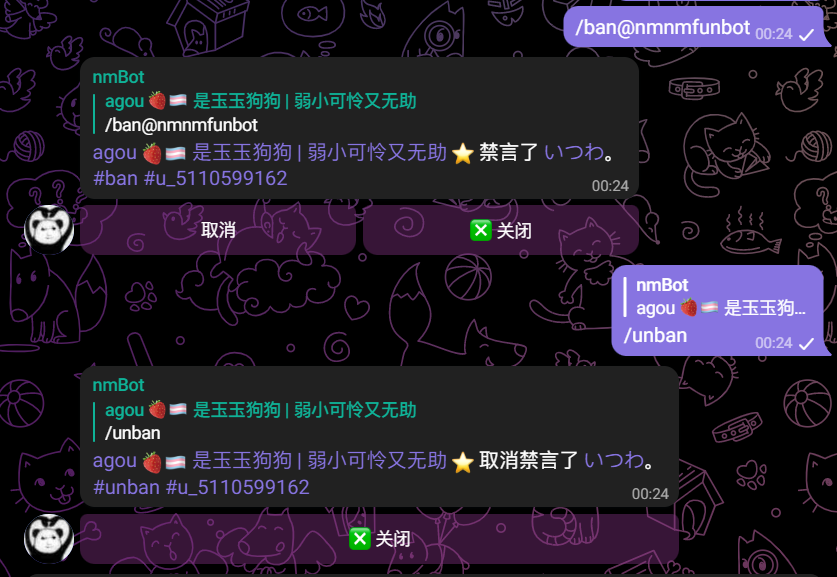 /ban@nmnmfunbot 00:24
nmBot
agou 🍓🏳️‍⚧️ 是玉玉狗狗 | 弱小可怜又无助
/ban@nmnmfunbot
agou 🍓🏳️‍⚧️ 是玉玉狗狗 | 弱小可怜又无助 ⭐ 禁言了 いつわ。
#ban #u_5110599162
00:24
取消
❎ 关闭
nmBot
agou 🍓🏳️‍⚧️ 是玉玉狗...
/unban 00:24
nmBot
agou 🍓🏳️‍⚧️ 是玉玉狗狗 | 弱小可怜又无助
/unban
agou 🍓🏳️‍⚧️ 是玉玉狗狗 | 弱小可怜又无助 ⭐ 取消禁言了 いつわ。
#unban #u_5110599162
00:24
❎ 关闭